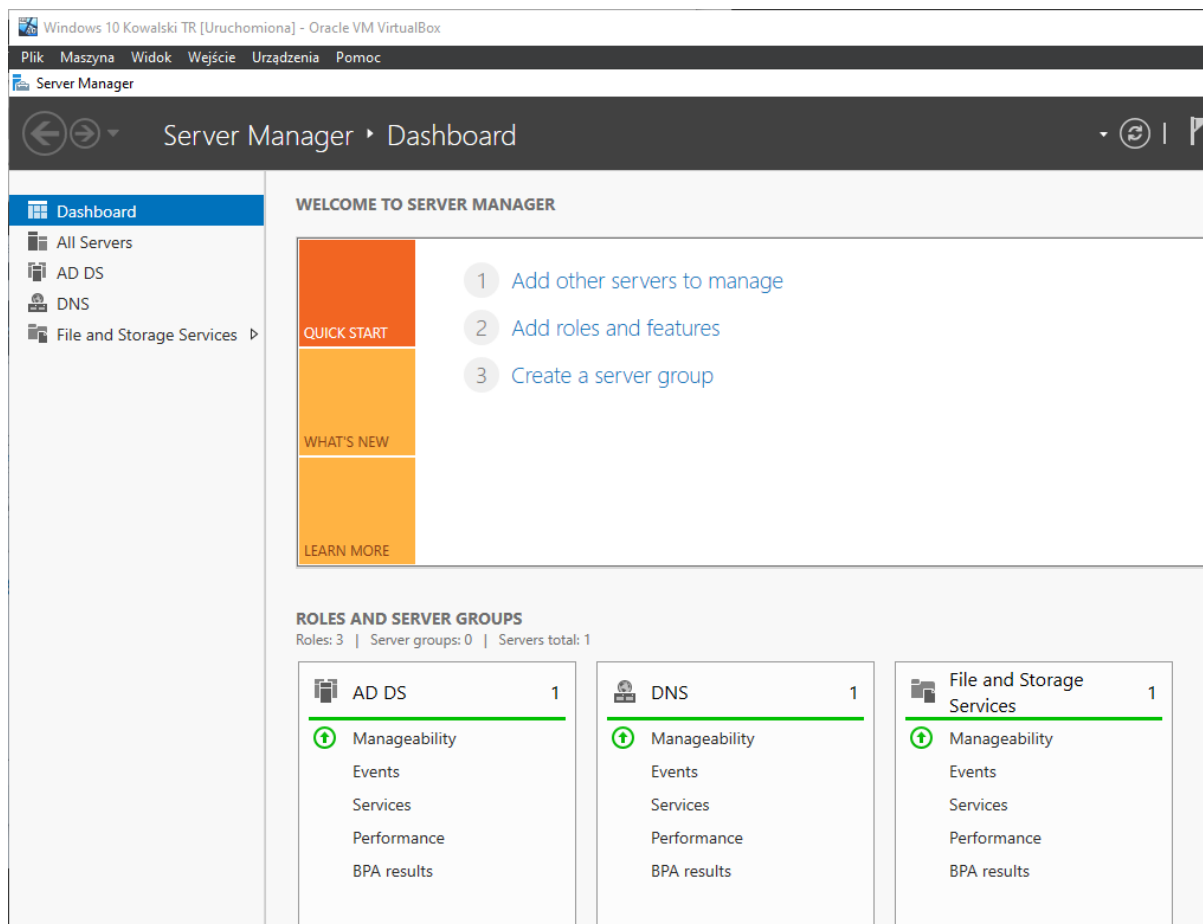 Windows 10 Kowalski TR [Uruchomiona] - Oracle VM VirtualBox
Plik Maszyna Widok Wejście Urządzenia Pomoc
Server Manager
Server Manager ‣ Dashboard
Dashboard
All Servers
AD DS
DNS
File and Storage Services
WELCOME TO SERVER MANAGER
QUICK START
WHAT'S NEW
LEARN MORE
1 Add other servers to manage
2 Add roles and features
3 Create a server group
ROLES AND SERVER GROUPS
Roles: 3 | Server groups: 0 | Servers total: 1
AD DS 1
Manageability
Events
Services
Performance
BPA results
DNS 1
Manageability
Events
Services
Performance
BPA results
File and Storage
Services 1
Manageability
Events
Services
Performance
BPA results